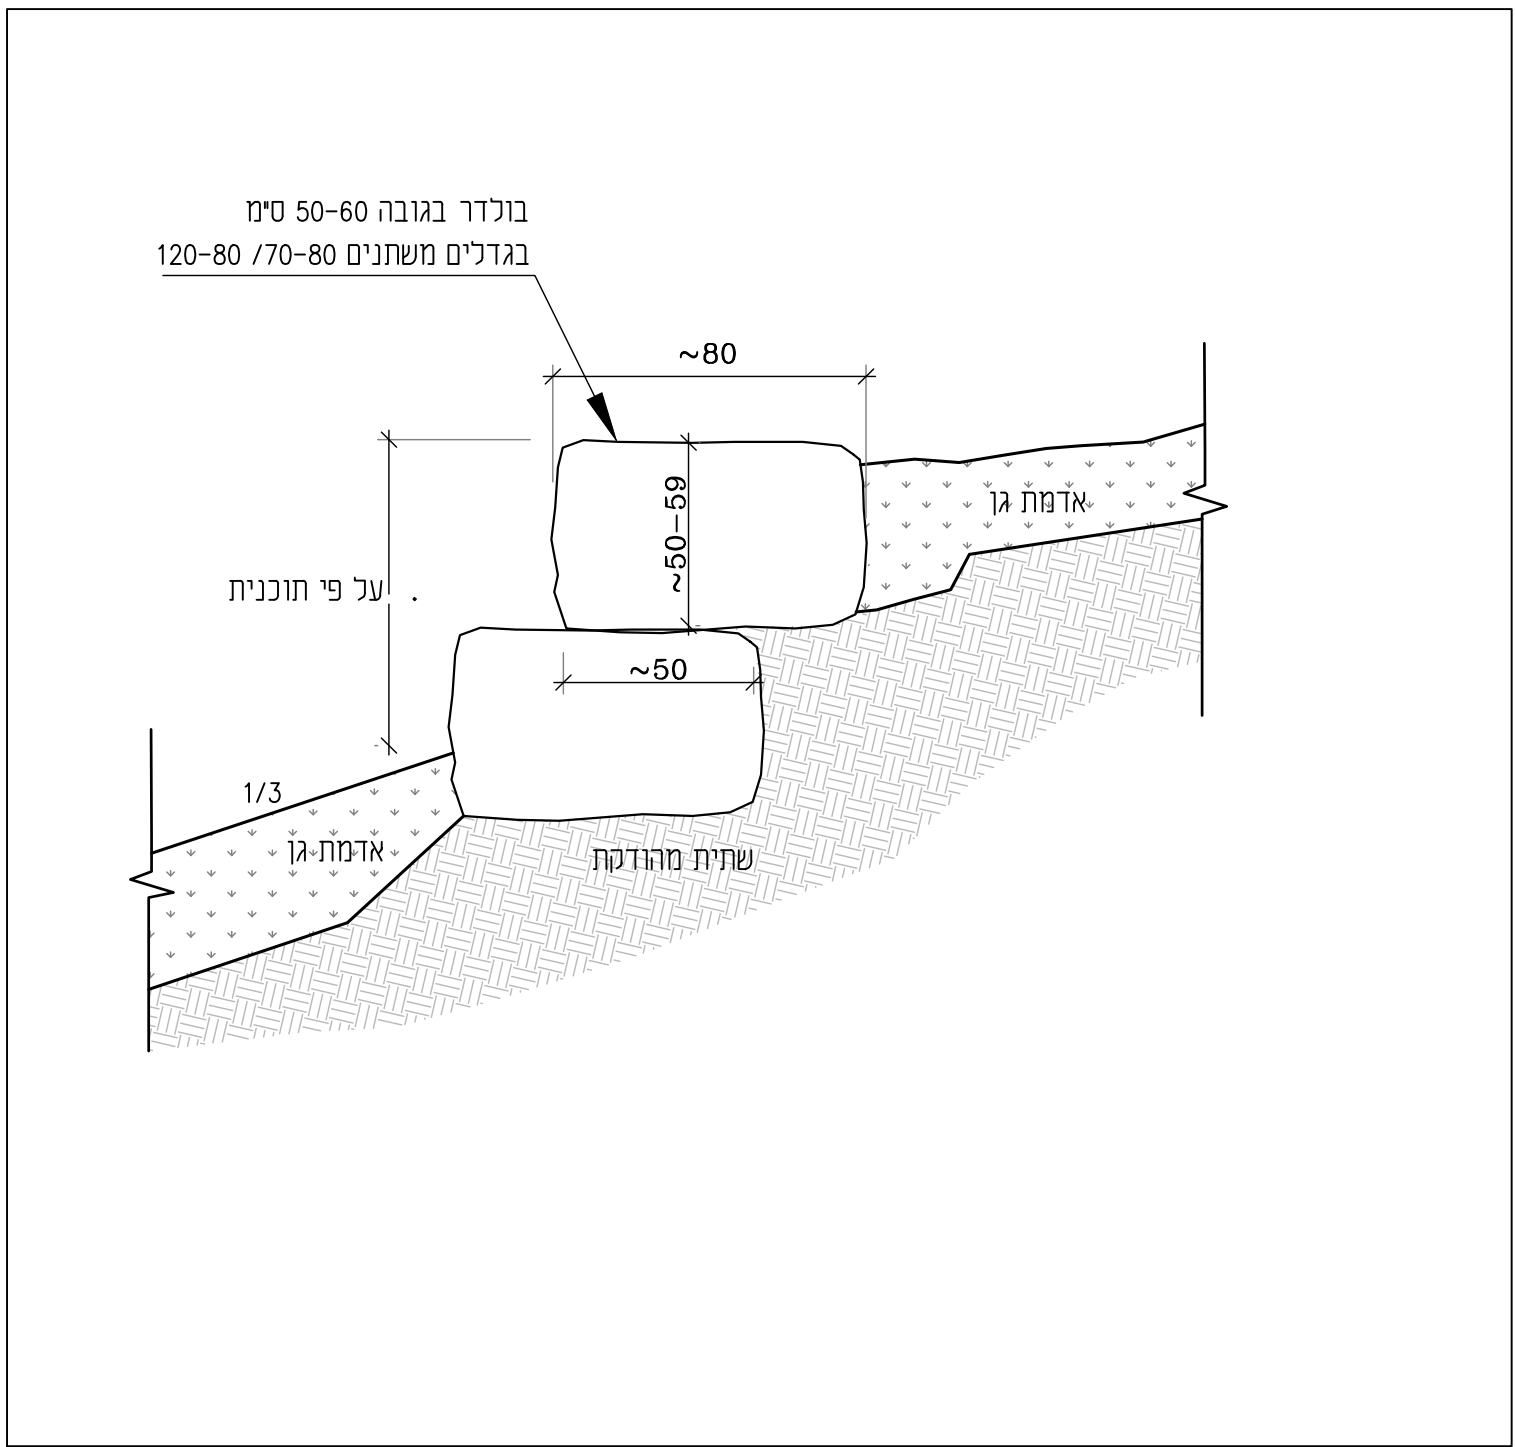 בולדר בגובה 50-60 ס"מ
בגדלים משתנים 70-80/ 120-80
~80
~50-59
אדמת גן
על פי תוכנית .
~50
1/3
אדמת גן
שתית מהודקת